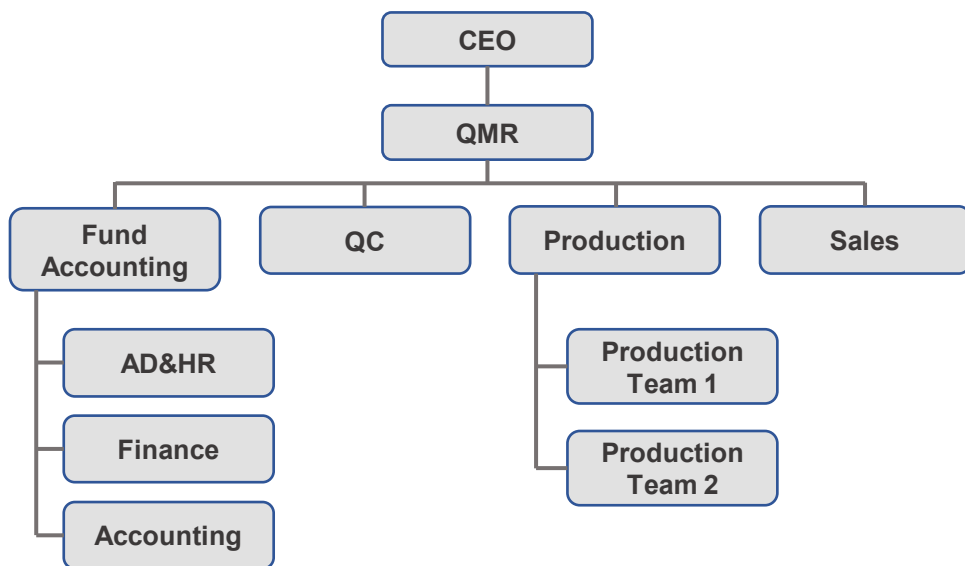 CEO
QMR
Fund
Accounting
QC
Production
Sales
AD&HR
Finance
Accounting
Production
Team 1
Production
Team 2